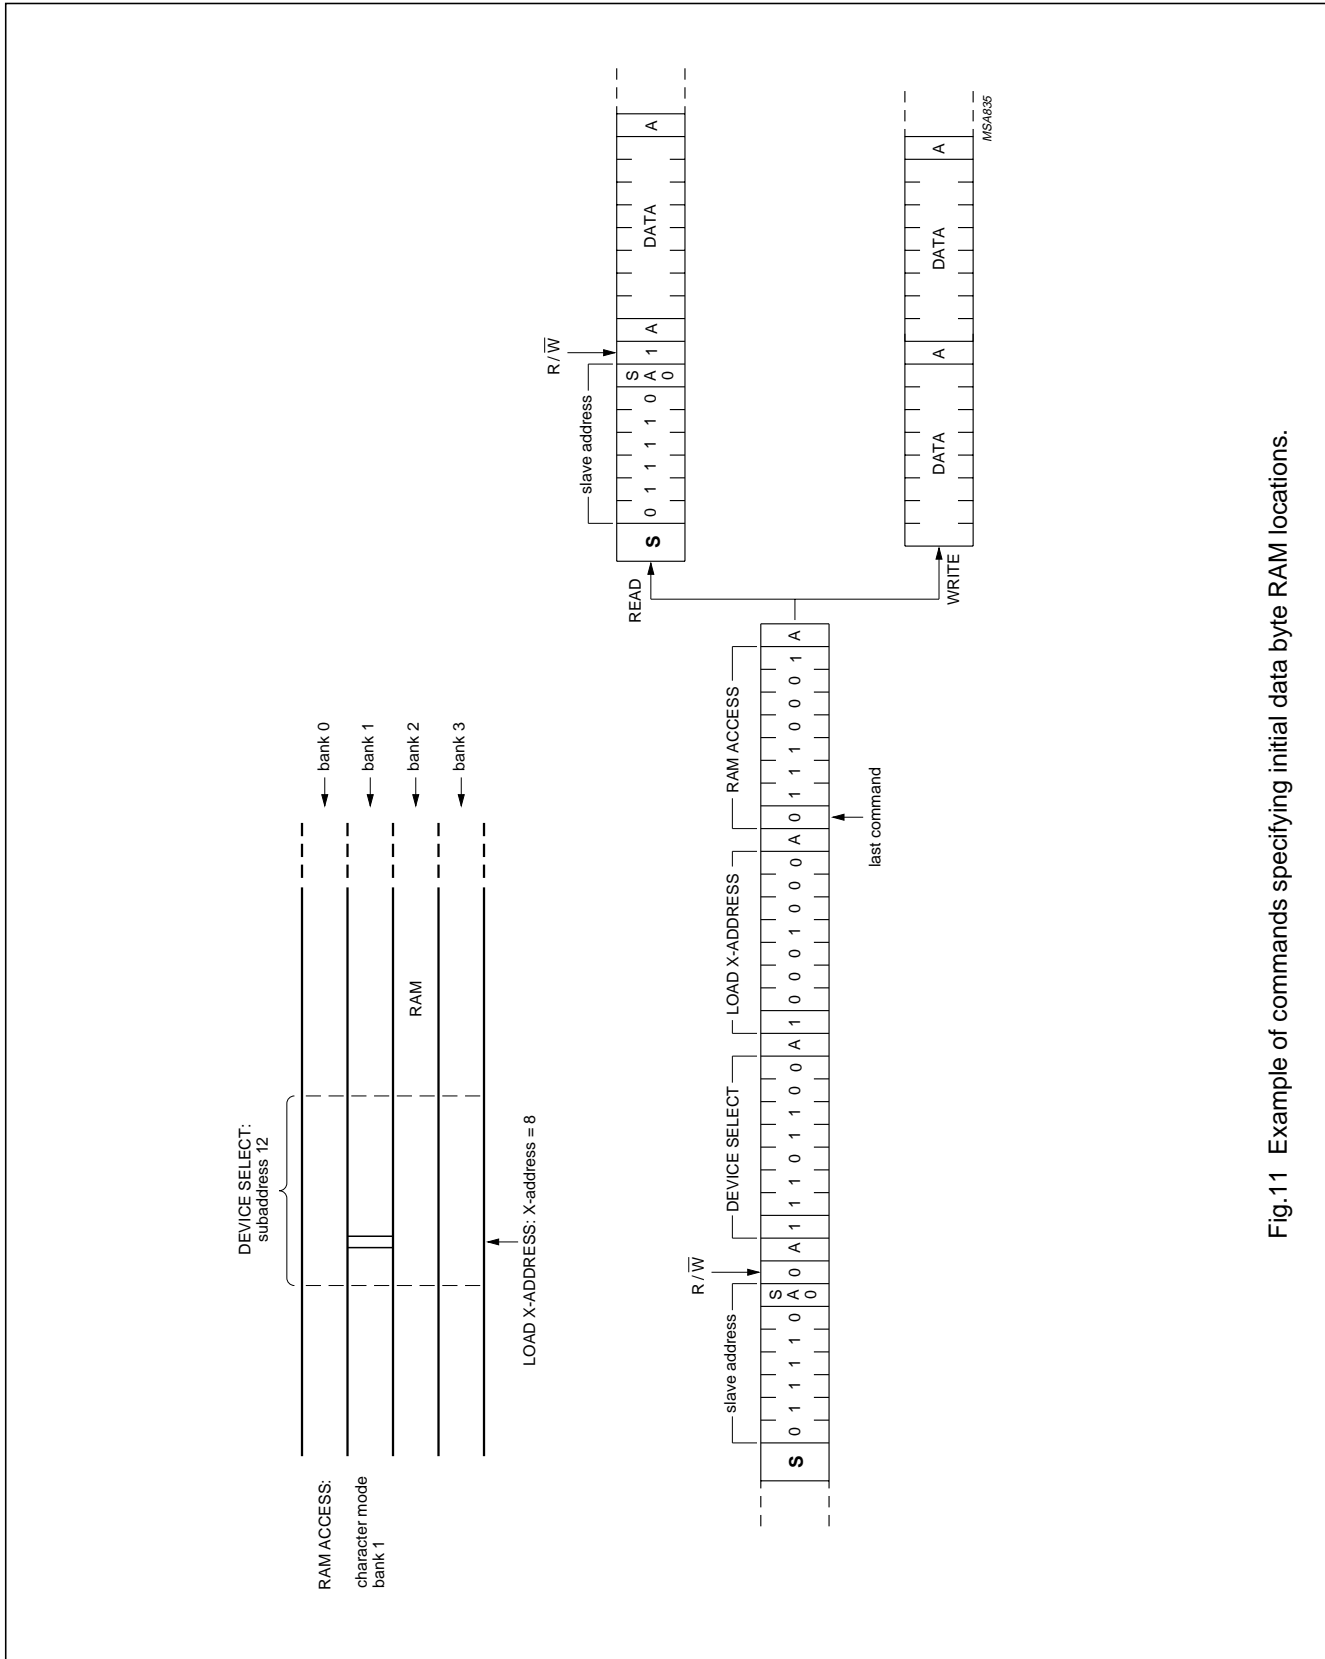 DEVICE SELECT:
subaddress 12
RAM ACCESS:
bank 0
character mode
bank 1
bank 1
RAM
bank 2
bank 3
LOAD X-ADDRESS: X-address = 8
READ
slave address
R/W
S 0 1 1 1 1 0 S A 0 1 A DATA A
slave address
R/W
DEVICE SELECT
LOAD X-ADDRESS
RAM ACCESS
S 0 1 1 1 1 0 S A 0 0 A 1 1 1 0 1 1 0 0 A 1 0 0 0 1 0 0 0 A 0 1 1 1 0 0 0 1 A
last command
WRITE
DATA A DATA A
MSA835
Fig.11 Example of commands specifying initial data byte RAM locations.